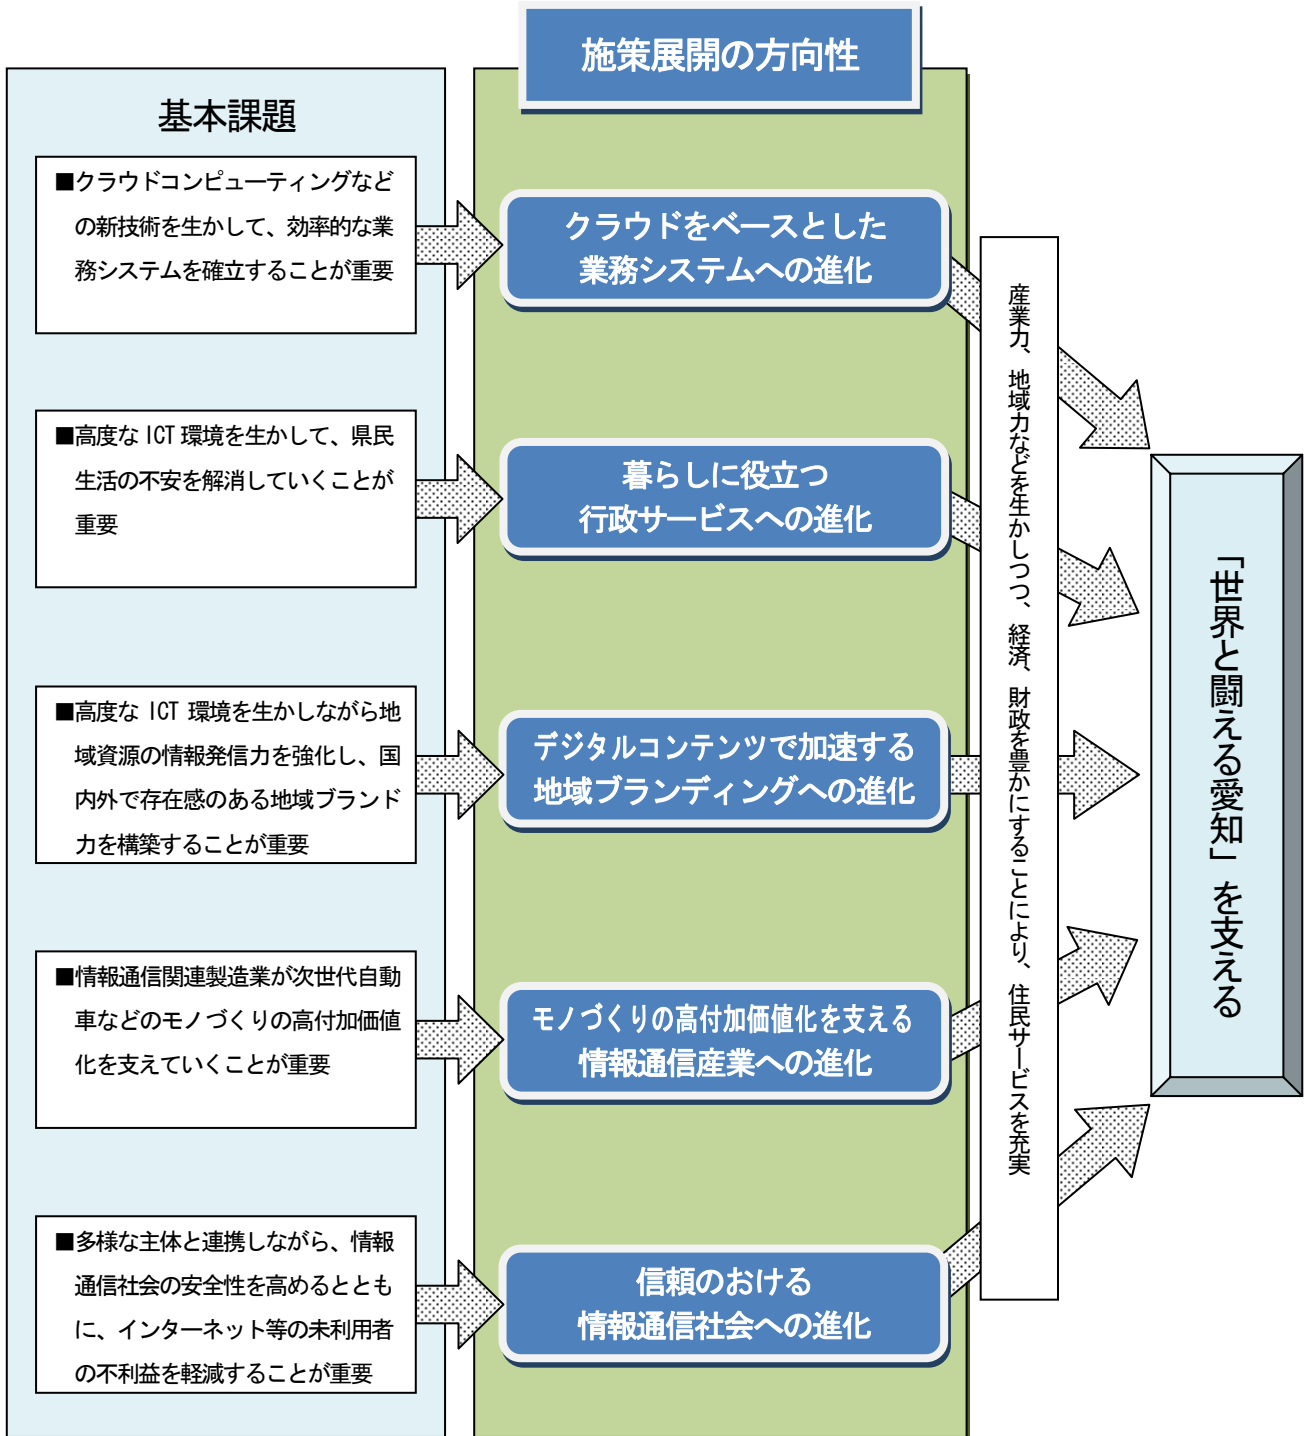 施策展開の方向性
基本課題
■クラウドコンピューティングなど
の新技術を生かして、効率的な業
務システムを確立することが重要
クラウドをベースとした
業務システムへの進化
■高度な ICT 環境を生かして、県民
生活の不安を解消していくことが
重要
暮らしに役立つ
行政サービスへの進化
■高度な ICT 環境を生かしながら地
域資源の情報発信力を強化し、国
内外で存在感のある地域ブランド
力を構築することが重要
デジタルコンテンツで加速する
地域ブランディングへの進化
■情報通信関連製造業が次世代自動
車などのモノづくりの高付加価値
化を支えていくことが重要
モノづくりの高付加価値化を支える
情報通信産業への進化
■多様な主体と連携しながら、情報
通信社会の安全性を高めるととも
に、インターネット等の未利用者
の不利益を軽減することが重要
信頼のおける
情報通信社会への進化
産業力、地域力などを生かしつつ、経済、財政を豊かにすることにより、住民サービスを充実
「世界と闘える愛知」を支える